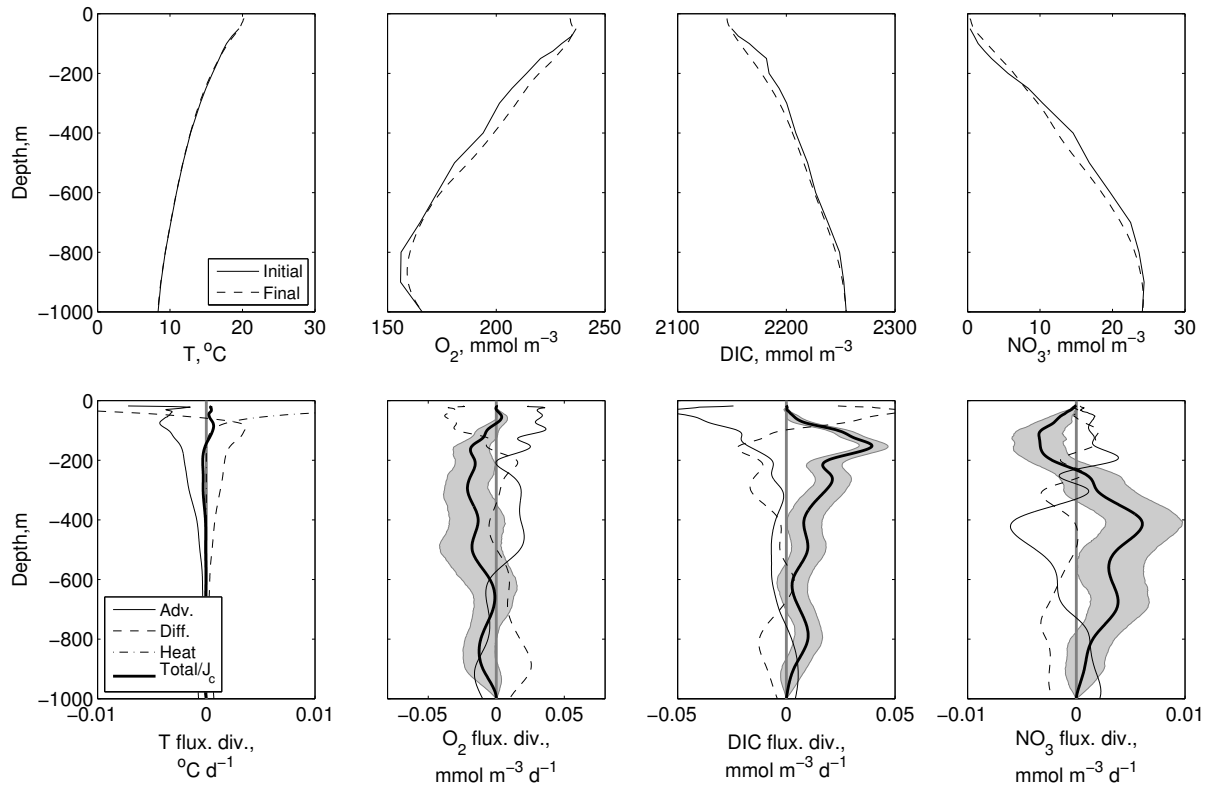 0
−200
−400
−600
−800
−1000
Depth,m
Initial
Final
0 10 20 30
T, °C
150 200 250
O₂, mmol m⁻³
2100 2200 2300
DIC, mmol m⁻³
0 10 20 30
NO₃, mmol m⁻³
0
−200
−400
−600
−800
−1000
Depth,m
Adv.
Diff.
Heat
Total/J_c
−0.01 0 0.01
T flux. div.,
°C d⁻¹
−0.05 0 0.05
O₂ flux. div.,
mmol m⁻³ d⁻¹
−0.05 0 0.05
DIC flux div.,
mmol m⁻³ d⁻¹
−0.01 0 0.01
NO₃ flux. div.,
mmol m⁻³ d⁻¹